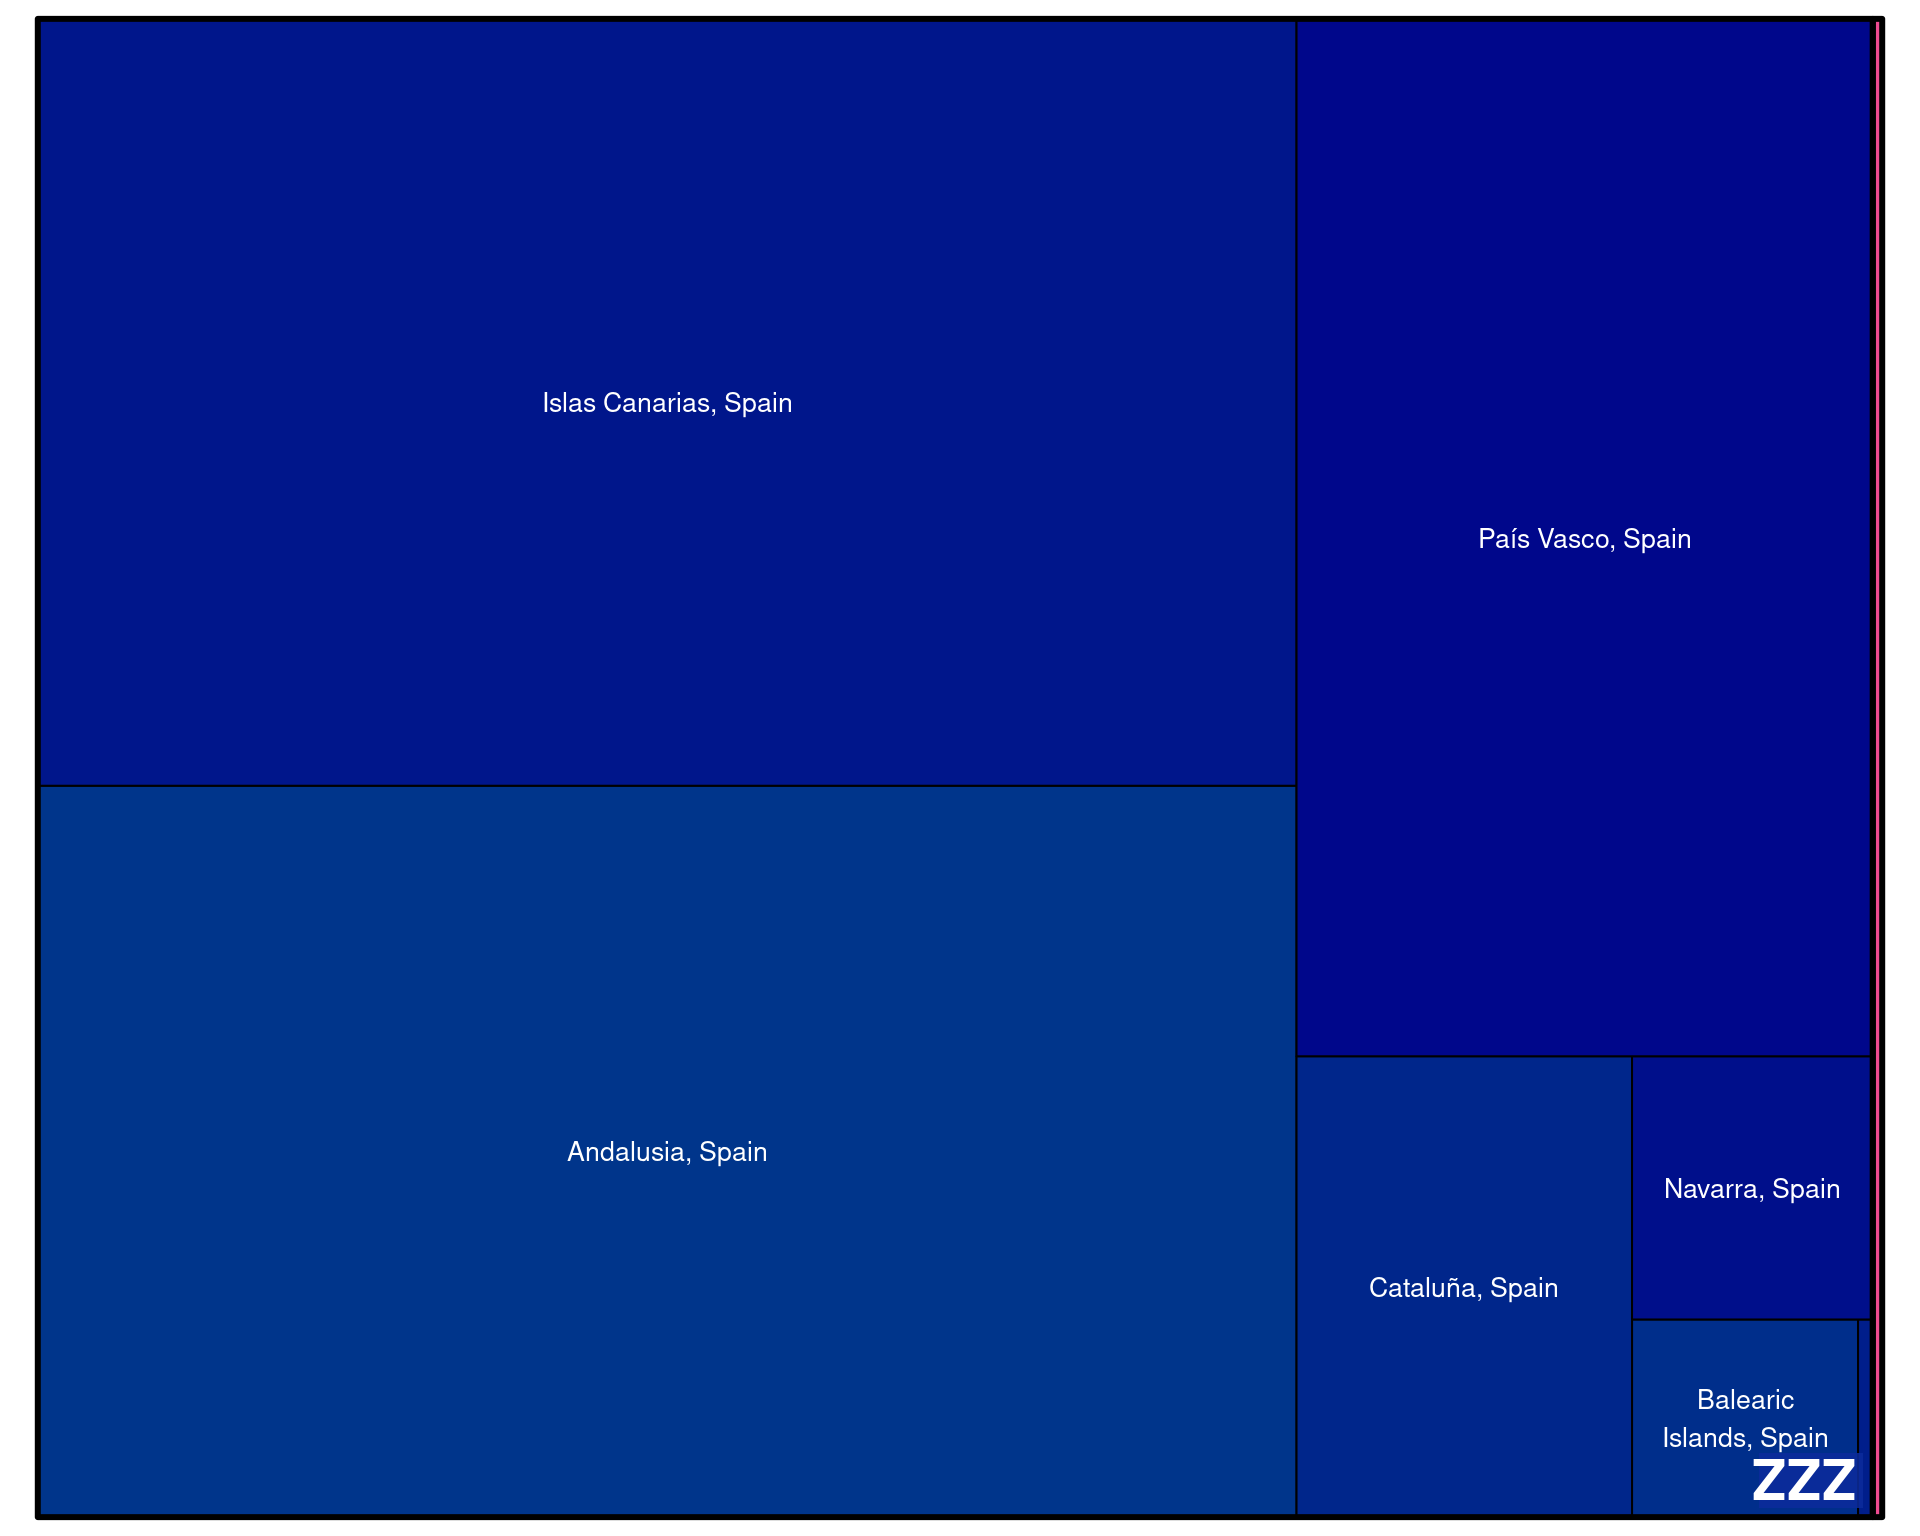 Islas Canarias, Spain
País Vasco, Spain
Andalusia, Spain
Navarra, Spain
Cataluña, Spain
Balearic
Islands, Spain
ZZZ